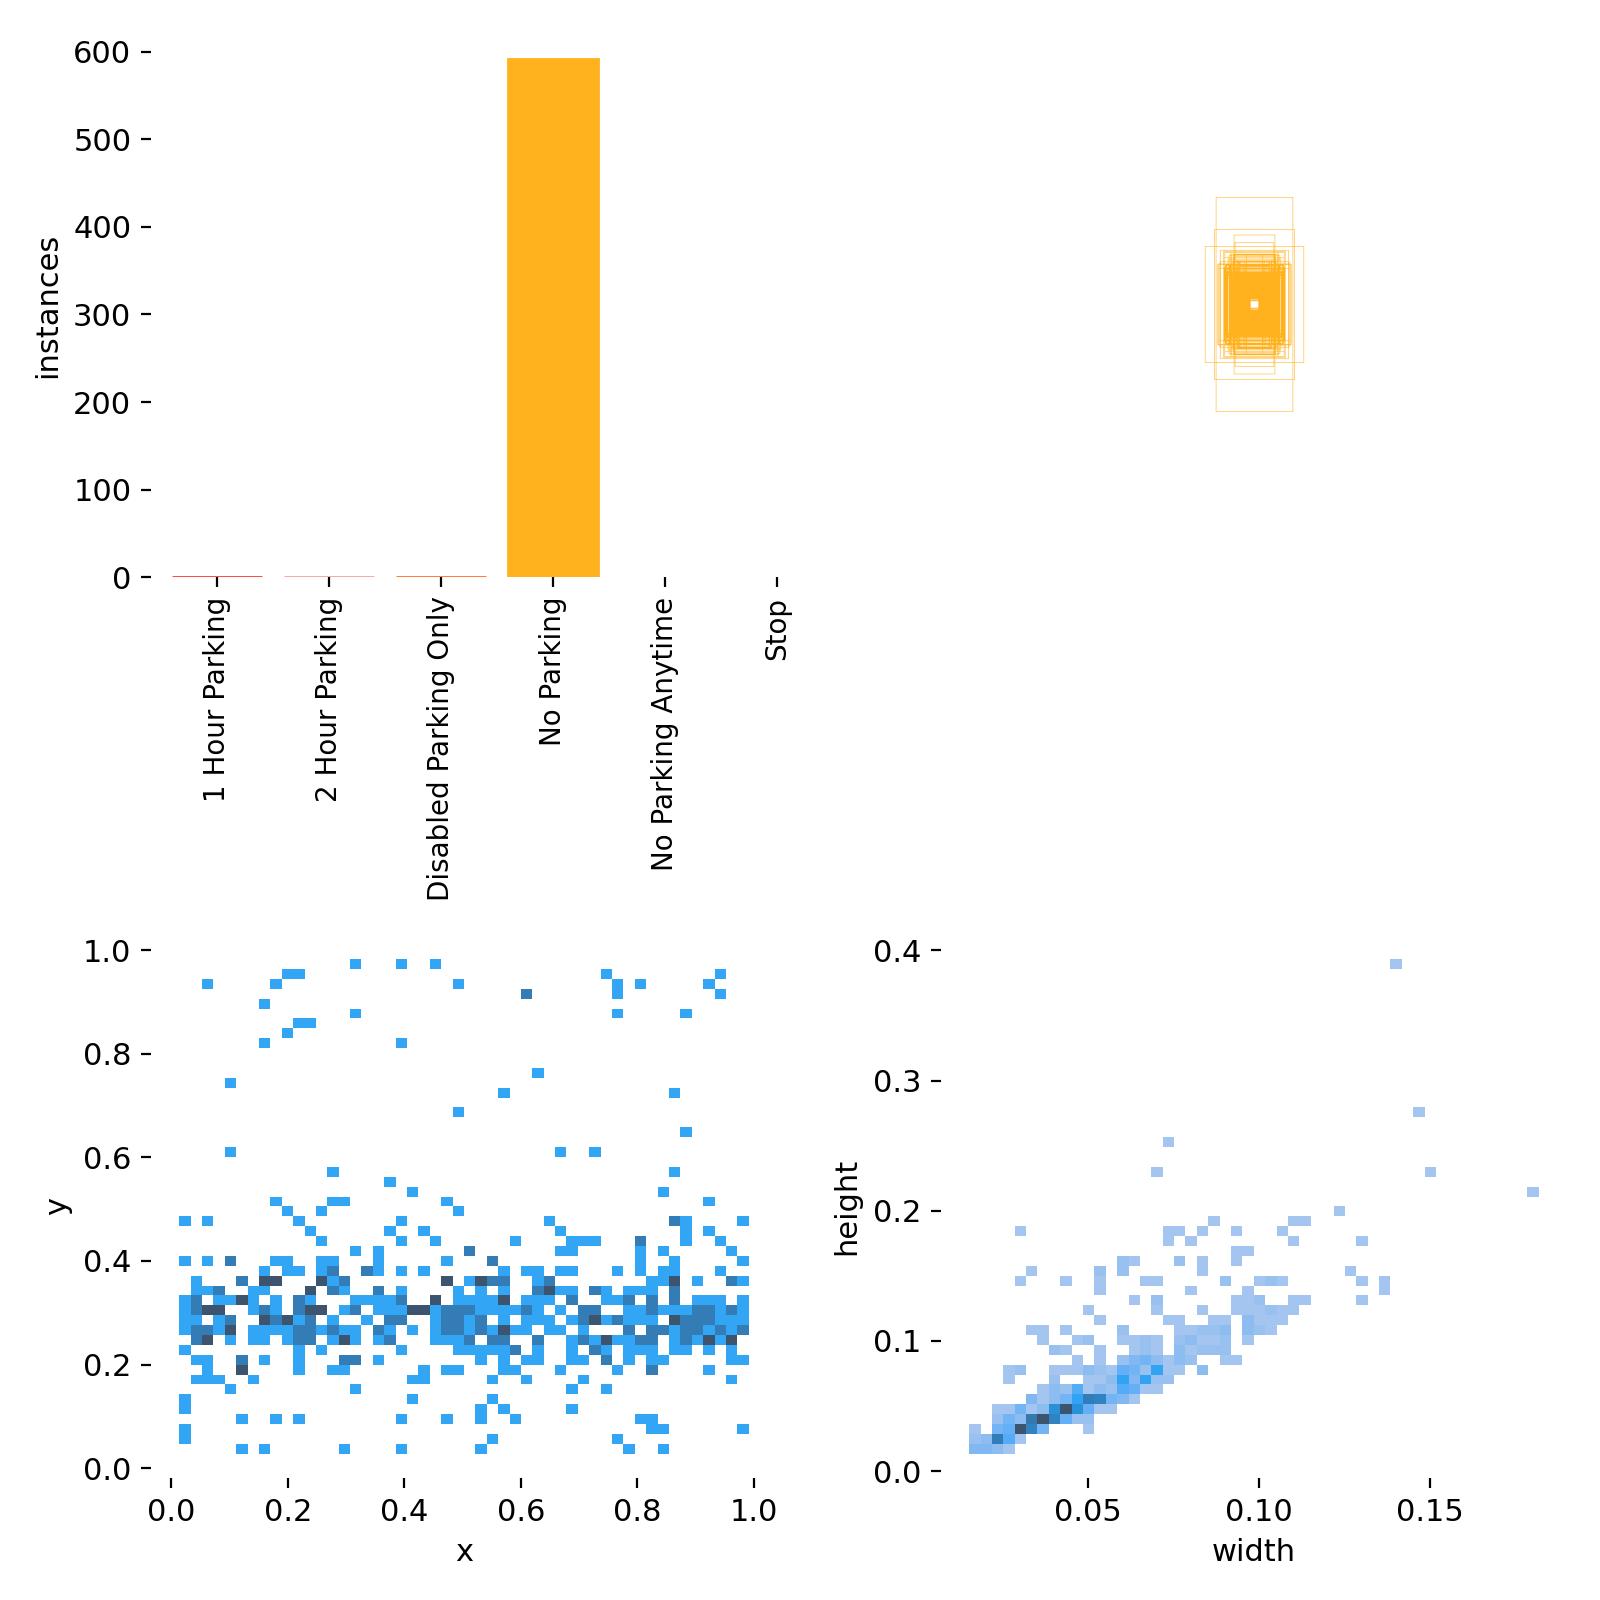 600
500
400
300
200
100
0
instances
1 Hour Parking
2 Hour Parking
Disabled Parking Only
No Parking
No Parking Anytime
Stop
1.0
0.8
0.6
0.4
0.2
0.0
y
0.0 0.2 0.4 0.6 0.8 1.0
x
0.4
0.3
0.2
0.1
0.0
height
0.05 0.10 0.15
width